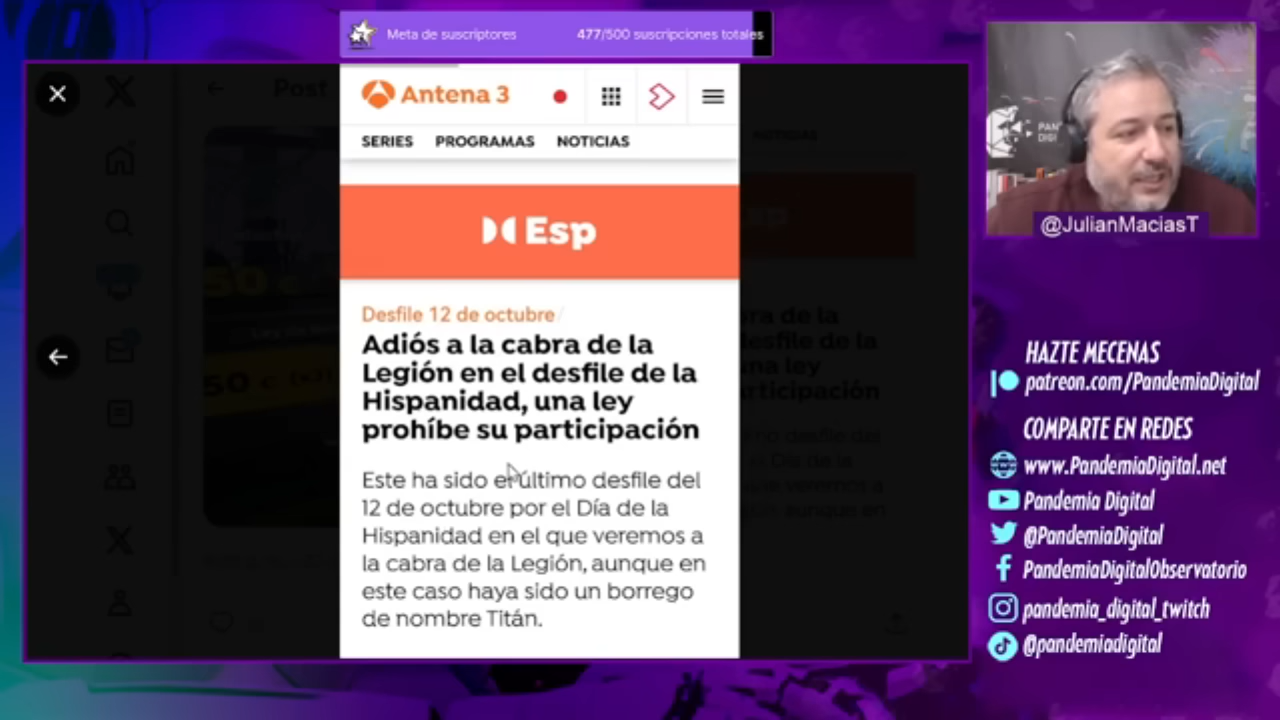 Meta de suscriptores 477/500 suscripciones totales
Post
Antena 3
SERIES PROGRAMAS NOTICIAS
Esp
Desfile 12 de octubre/
Adiós a la cabra de la
Legión en el desfile de la
Hispanidad, una ley
prohíbe su participación
Este ha sido el último desfile del
12 de octubre por el Día de la
Hispanidad en el que veremos a
la cabra de la Legión, aunque en
este caso haya sido un borrego
de nombre Titán.
@JulianMaciasT
HAZTE MECENAS
patreon.com/PandemiaDigital
COMPARTE EN REDES
www.PandemiaDigital.net
Pandemia Digital
@PandemiaDigital
PandemiaDigitalObservatorio
pandemia_digital_twitch
@pandemiadigital